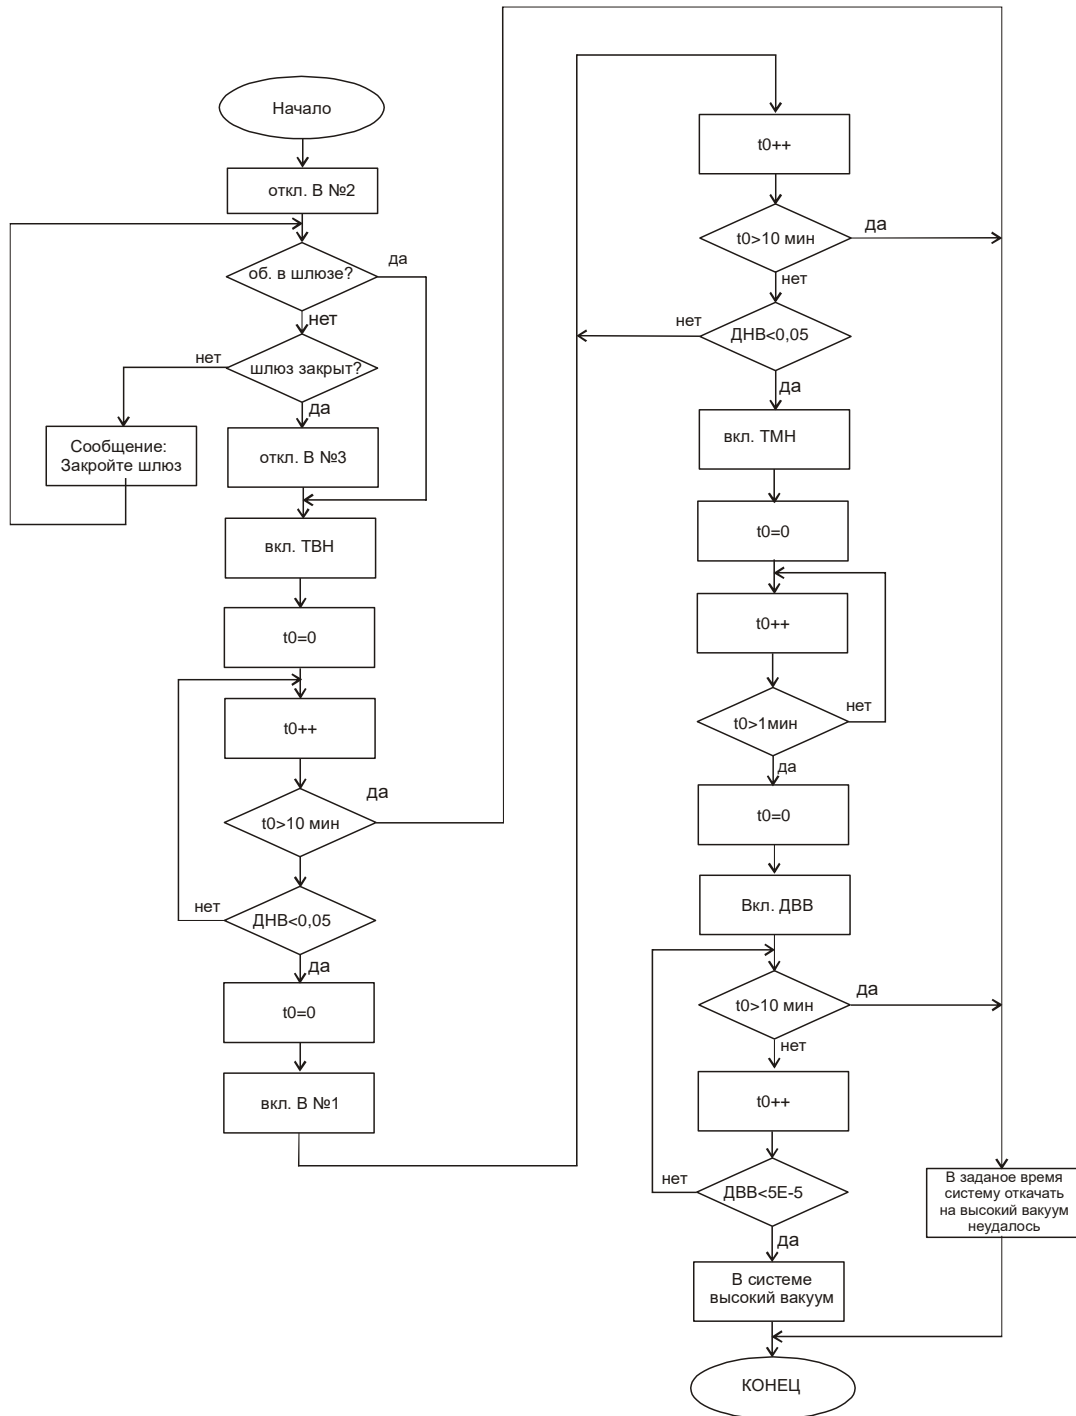 Начало
откл. В №2
об. в шлюзе?
да
нет
шлюз закрыт?
нет
да
Сообщение:
Закройте шлюз
откл. В №3
вкл. ТВН
t0=0
t0++
t0>10 мин
да
ДНВ<0,05
нет
да
t0=0
вкл. В №1
t0++
t0>10 мин
да
нет
ДНВ<0,05
нет
да
вкл. ТМН
t0=0
t0++
t0>1мин
нет
да
t0=0
Вкл. ДВВ
t0>10 мин
да
нет
t0++
ДВВ<5Е-5
нет
да
В системе
высокий вакуум
В заданое время
систему откачать
на высокий вакуум
неудалось
КОНЕЦ